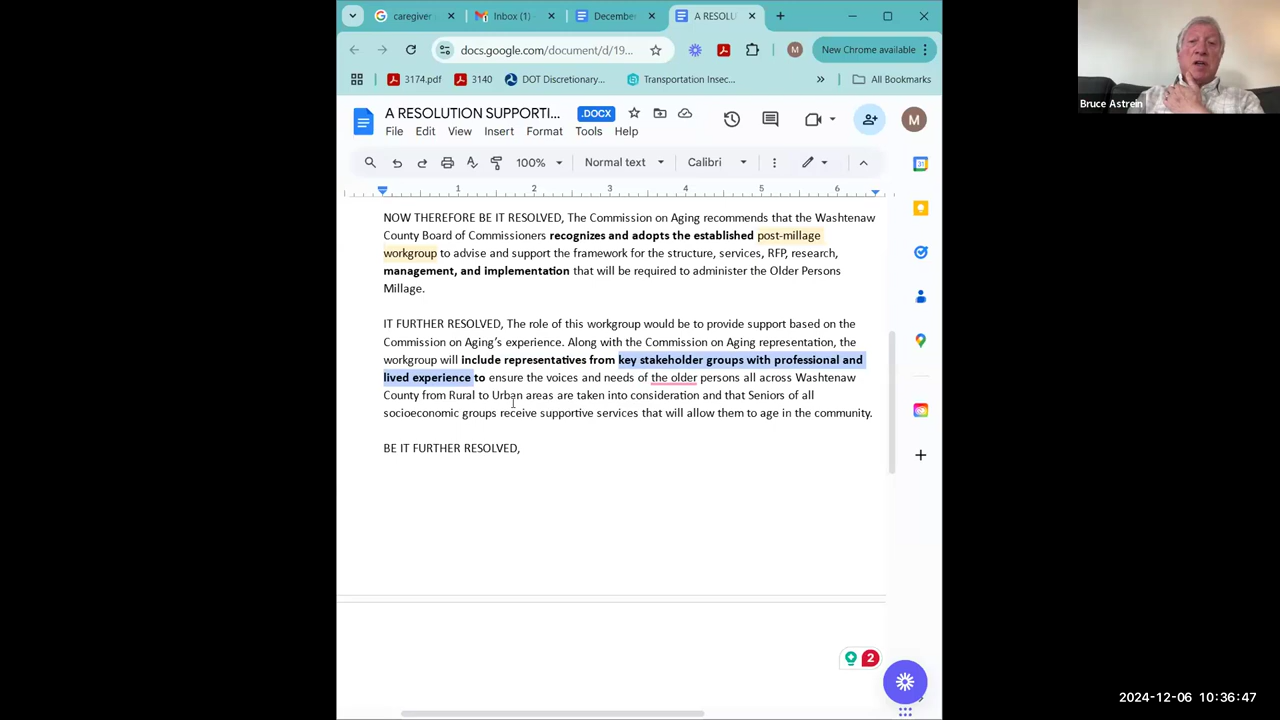 caregiver
Inbox (1)
December
A RESOLU
docs.google.com/document/d/19...
M
New Chrome available
3174.pdf
3140
DOT Discretionary...
Transportation Insec...
»
All Bookmarks
A RESOLUTION SUPPORTI...
.DOCX
File Edit View Insert Format Tools Help
M
100%
Normal text
Calibri
1 2 3 4 5 6
NOW THEREFORE BE IT RESOLVED, The Commission on Aging recommends that the Washtenaw
County Board of Commissioners recognizes and adopts the established post-millage
workgroup to advise and support the framework for the structure, services, RFP, research,
management, and implementation that will be required to administer the Older Persons
Millage.
IT FURTHER RESOLVED, The role of this workgroup would be to provide support based on the
Commission on Aging’s experience. Along with the Commission on Aging representation, the
workgroup will include representatives from key stakeholder groups with professional and
lived experience to ensure the voices and needs of the older persons all across Washtenaw
County from Rural to Urban areas are taken into consideration and that Seniors of all
socioeconomic groups receive supportive services that will allow them to age in the community.
BE IT FURTHER RESOLVED,
2
Bruce Astrein
2024-12-06 10:36:47